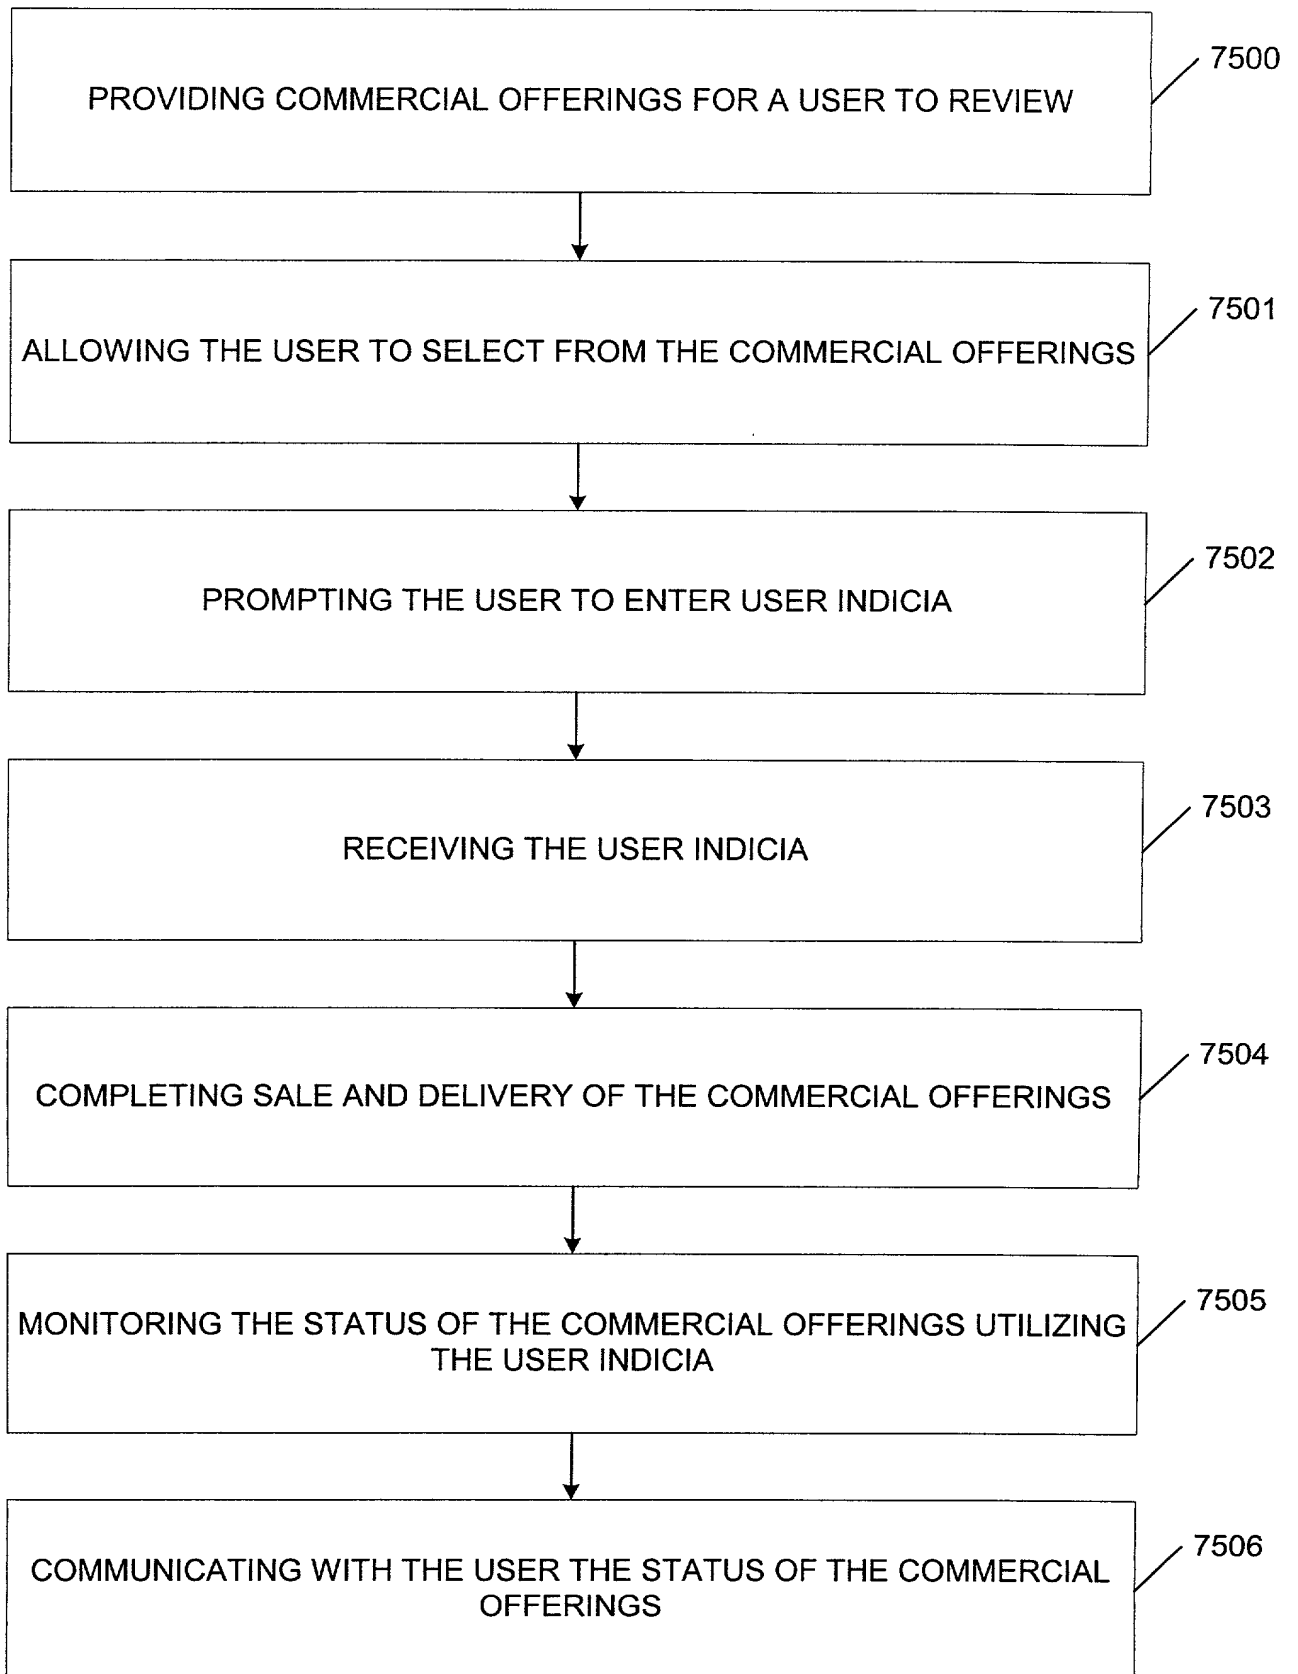 PROVIDING COMMERCIAL OFFERINGS FOR A USER TO REVIEW
7500
ALLOWING THE USER TO SELECT FROM THE COMMERCIAL OFFERINGS
7501
PROMPTING THE USER TO ENTER USER INDICIA
7502
RECEIVING THE USER INDICIA
7503
COMPLETING SALE AND DELIVERY OF THE COMMERCIAL OFFERINGS
7504
MONITORING THE STATUS OF THE COMMERCIAL OFFERINGS UTILIZING
THE USER INDICIA
7505
COMMUNICATING WITH THE USER THE STATUS OF THE COMMERCIAL
OFFERINGS
7506